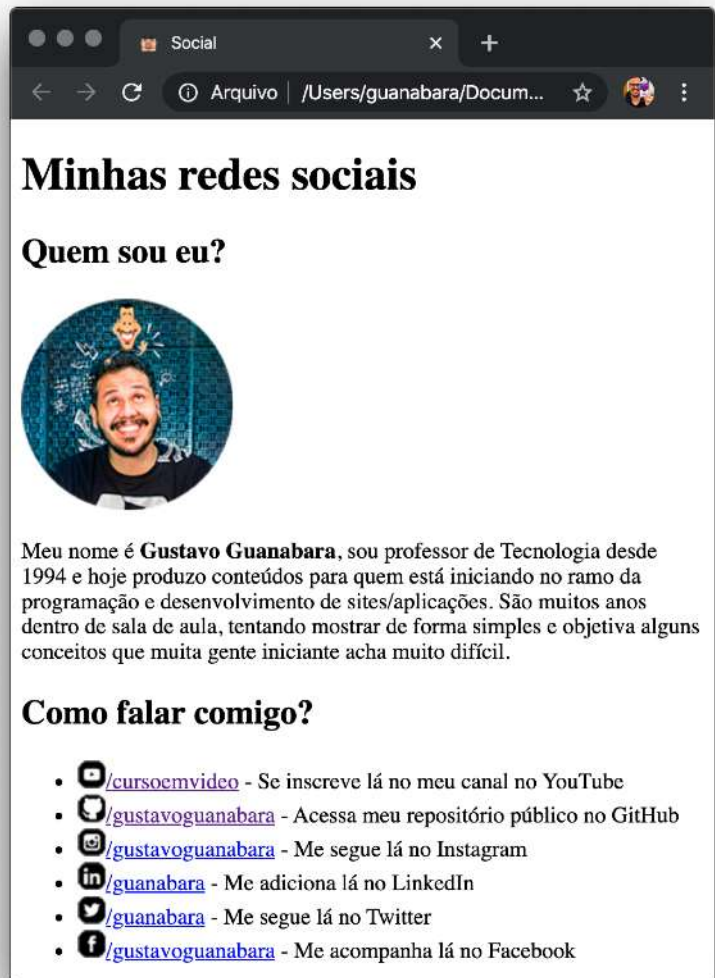 Social
Arquivo | /Users/guanabara/Docum...
Minhas redes sociais
Quem sou eu?
Meu nome é Gustavo Guanabara, sou professor de Tecnologia desde
1994 e hoje produzo conteúdos para quem está iniciando no ramo da
programação e desenvolvimento de sites/aplicações. São muitos anos
dentro de sala de aula, tentando mostrar de forma simples e objetiva alguns
conceitos que muita gente iniciante acha muito difícil.
Como falar comigo?
/cursoemvideo - Se inscreve lá no meu canal no YouTube
/gustavoguanabara - Acessa meu repositório público no GitHub
/gustavoguanabara - Me segue lá no Instagram
/guanabara - Me adiciona lá no LinkedIn
/guanabara - Me segue lá no Twitter
/gustavoguanabara - Me acompanha lá no Facebook